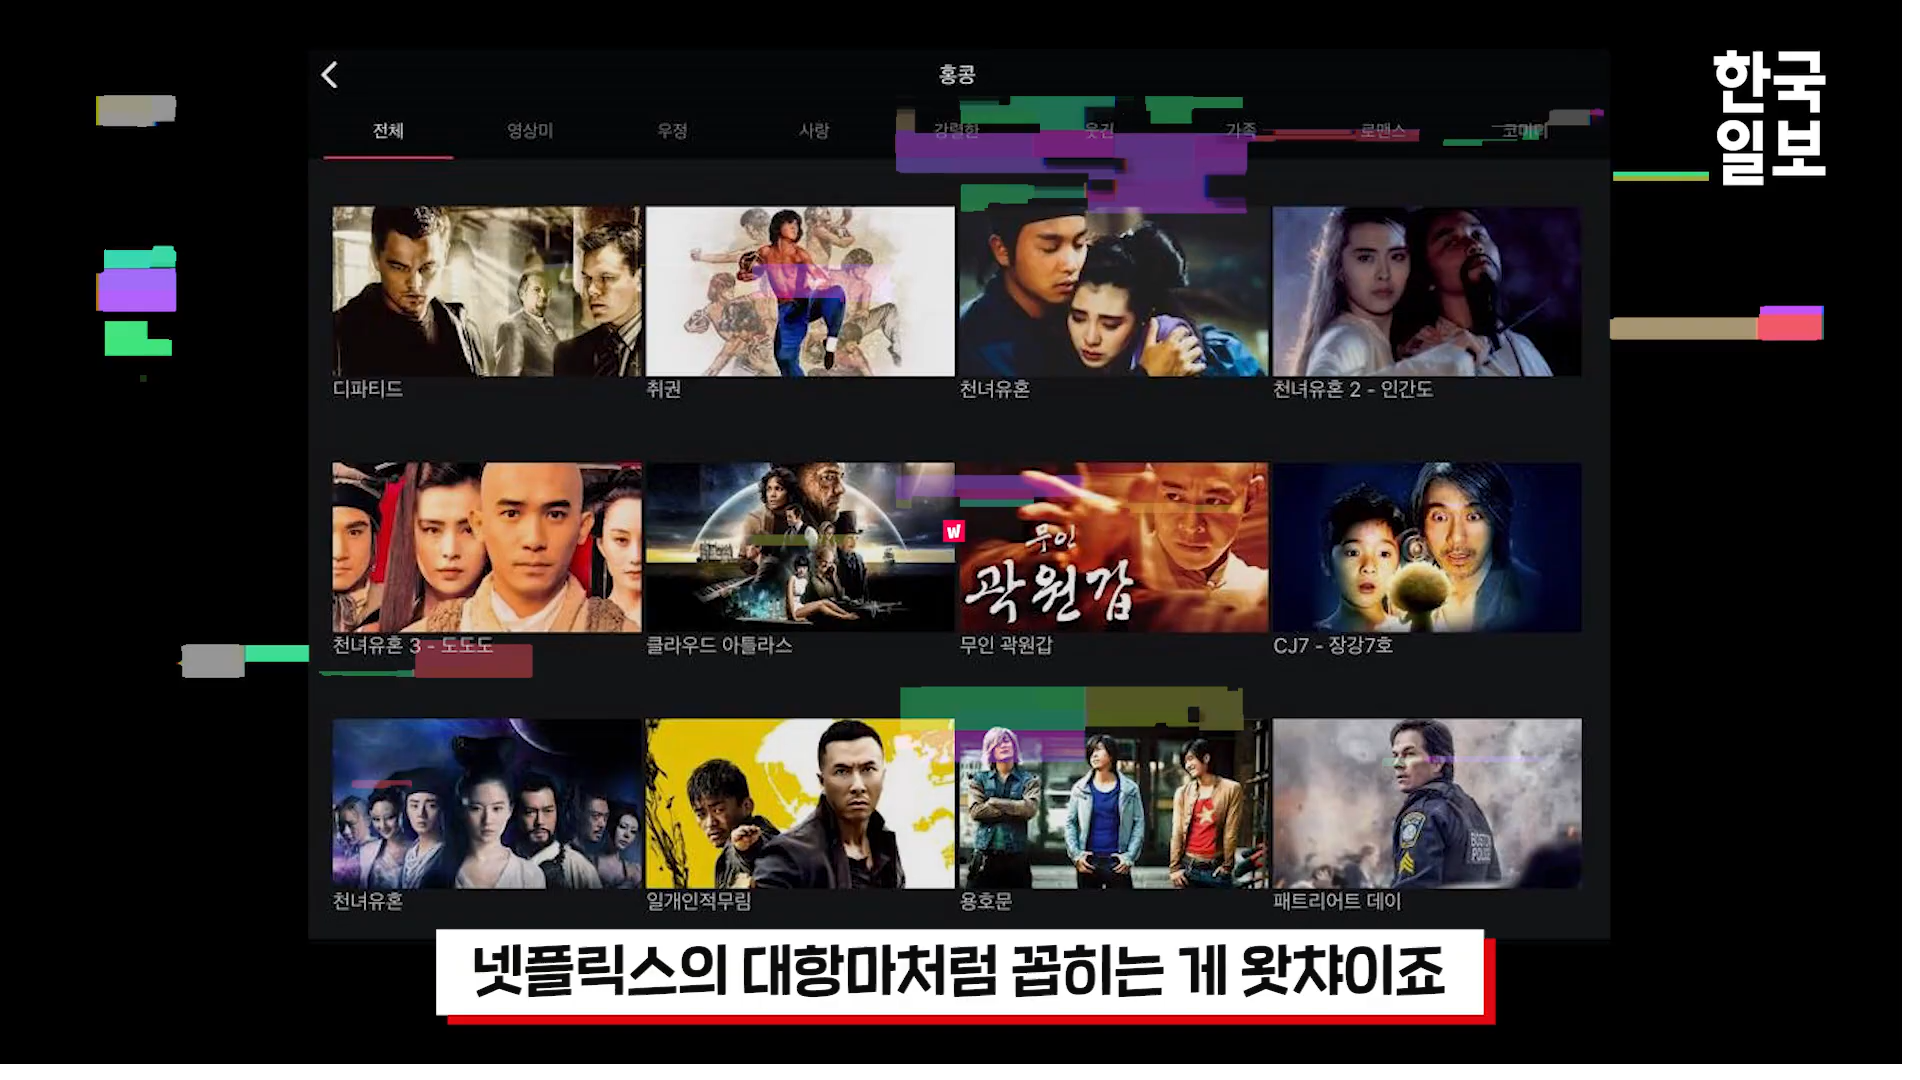 한국
일보
홍콩
전체 영상미 우정 사랑 강렬한 웃긴 가족 로맨스 코미디
디파티드 취권 천녀유혼 천녀유혼 2 - 인간도
W
무인
곽원갑
천녀유혼 3 - 도도도 클라우드 아틀라스 무인 곽원갑 CJ7 - 장강7호
BOSTON
POLICE
천녀유혼 일개인적무림 용호문 패트리어트 데이
넷플릭스의 대항마처럼 꼽히는 게 왓챠이죠